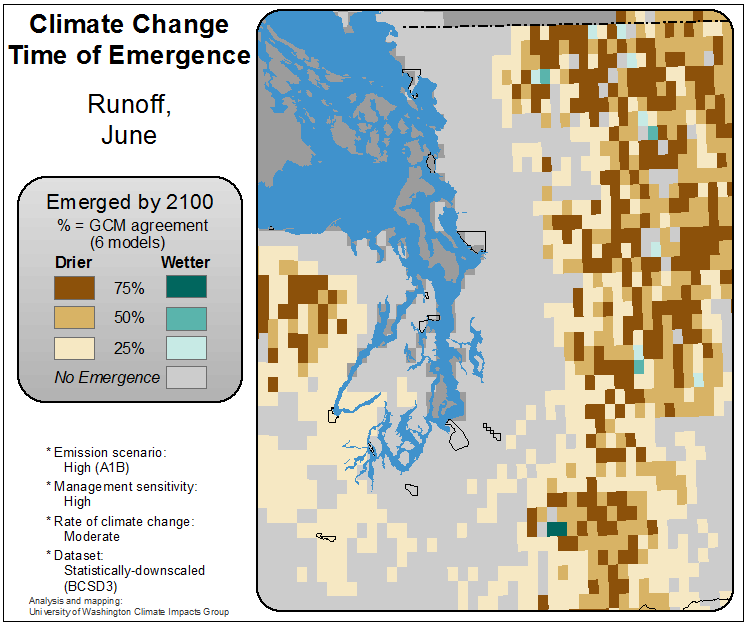 Climate Change
Time of Emergence
Runoff,
June
Emerged by 2100
% = GCM agreement
(6 models)
Drier Wetter
75%
50%
25%
No Emergence
* Emission scenario:
High (A1B)
* Management sensitivity:
High
* Rate of climate change:
Moderate
* Dataset:
Statistically-downscaled
(BCSD3)
Analysis and mapping:
University of Washington Climate Impacts Group